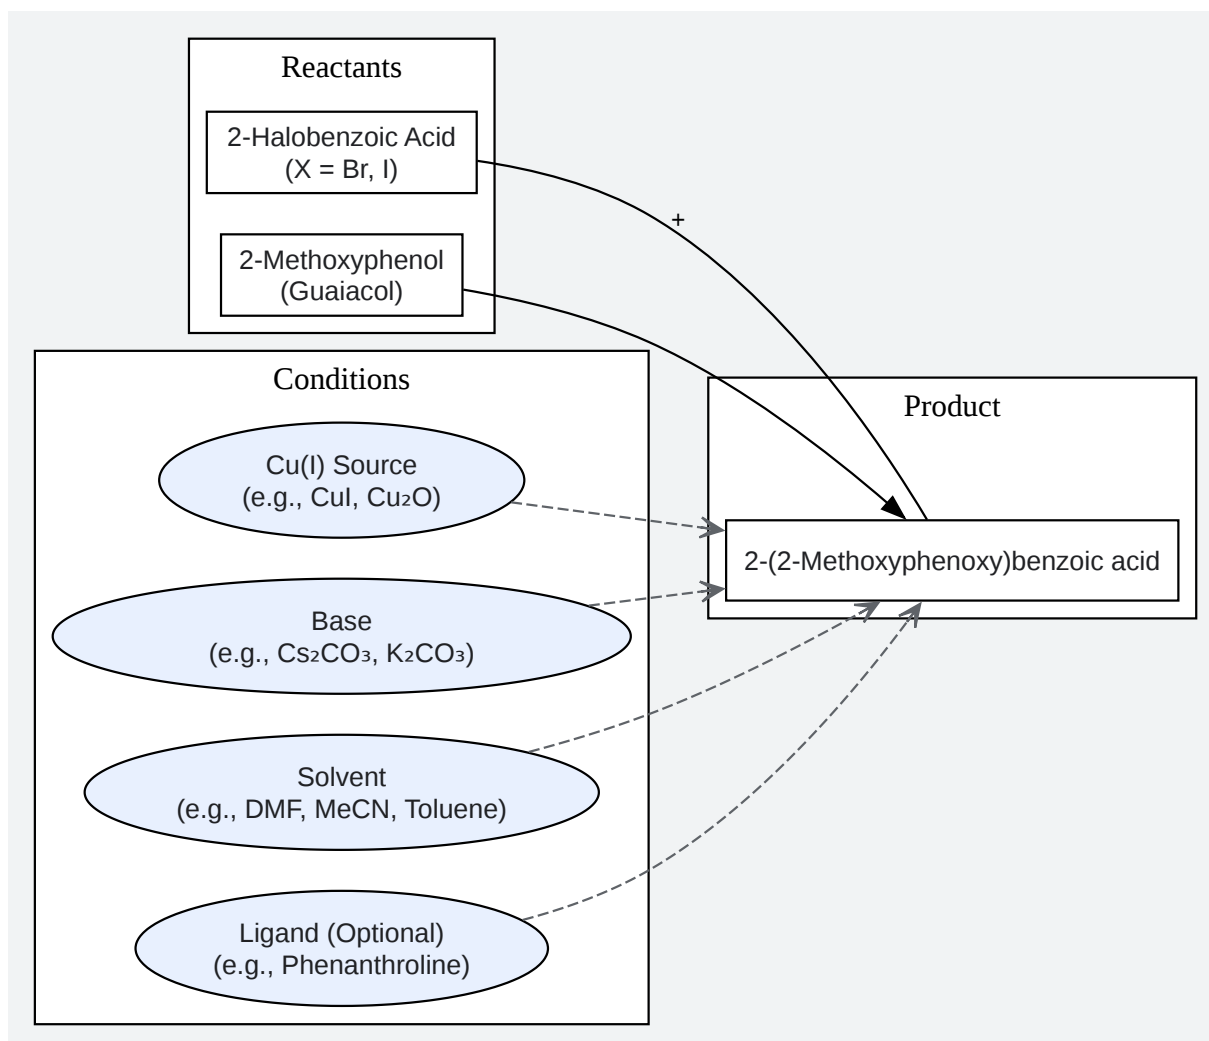 Reactants
2-Halobenzoic Acid
(X = Br, I)
+
2-Methoxyphenol
(Guaiacol)
Conditions
Cu(I) Source
(e.g., CuI, Cu₂O)
Base
(e.g., Cs₂CO₃, K₂CO₃)
Solvent
(e.g., DMF, MeCN, Toluene)
Ligand (Optional)
(e.g., Phenanthroline)
Product
2-(2-Methoxyphenoxy)benzoic acid